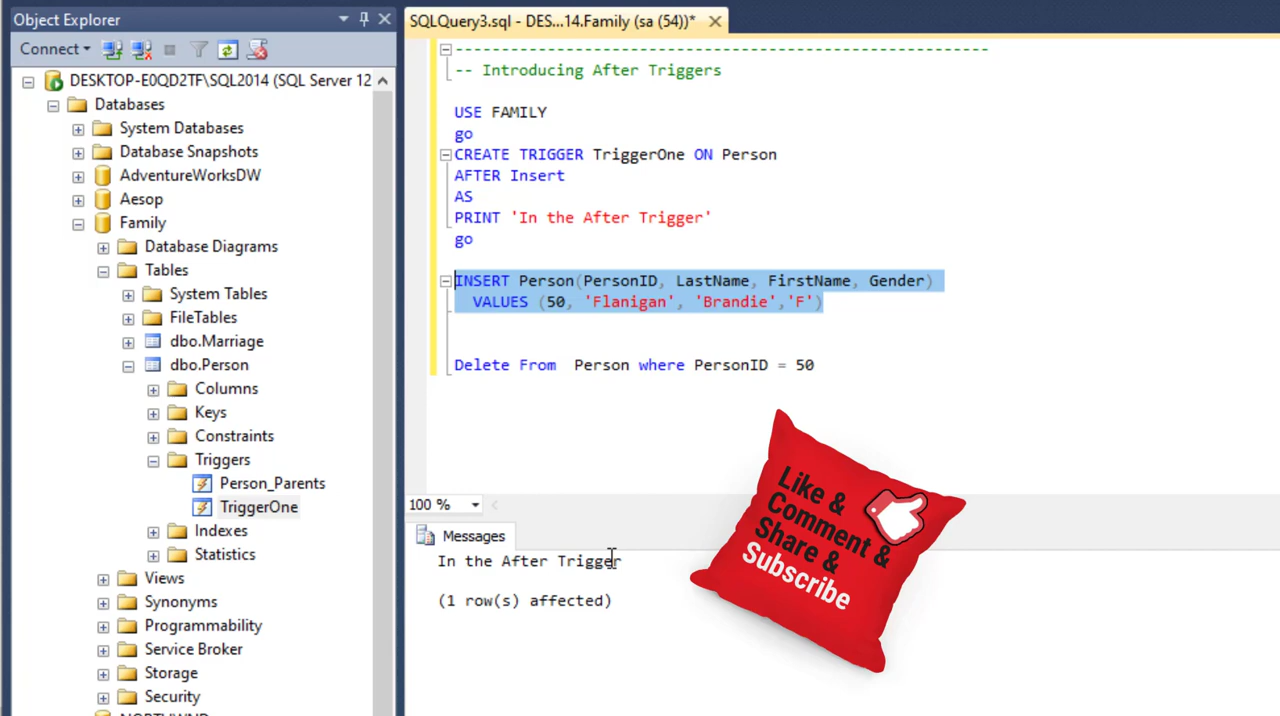 Object Explorer
Connect
DESKTOP-E0QD2TF\SQL2014 (SQL Server 12
Databases
System Databases
Database Snapshots
AdventureWorksDW
Aesop
Family
Database Diagrams
Tables
System Tables
FileTables
dbo.Marriage
dbo.Person
Columns
Keys
Constraints
Triggers
Person_Parents
TriggerOne
Indexes
Statistics
Views
Synonyms
Programmability
Service Broker
Storage
Security
SQLQuery3.sql - DES...14.Family (sa (54))*
----------------------------------------------------------
-- Introducing After Triggers
USE FAMILY
go
CREATE TRIGGER TriggerOne ON Person
AFTER Insert
AS
PRINT 'In the After Trigger'
go
INSERT Person(PersonID, LastName, FirstName, Gender)
VALUES (50, 'Flanigan', 'Brandie','F')
Delete From  Person where PersonID = 50
100 %
Messages
In the After Trigger
(1 row(s) affected)
Like &
Comment &
Share &
Subscribe